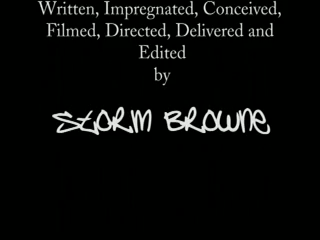 Written, Impregnated, Conceived,
Filmed, Directed, Delivered and
Edited
by
Storm Browne